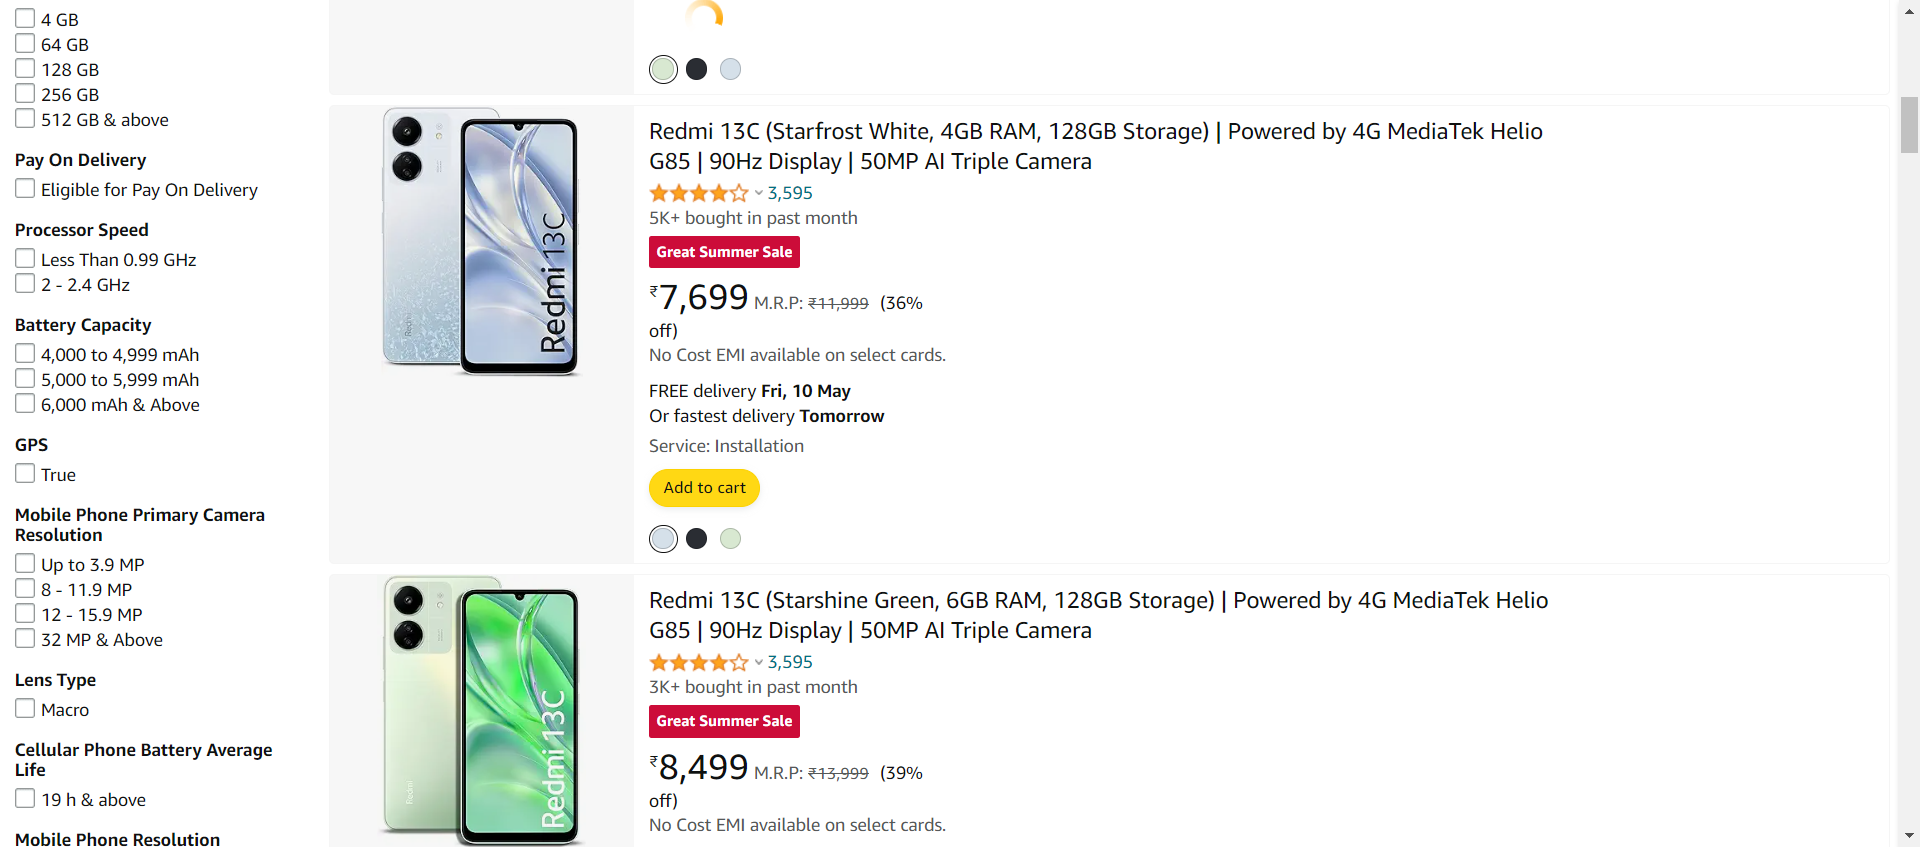 4 GB
64 GB
128 GB
256 GB
512 GB & above
Pay On Delivery
Eligible for Pay On Delivery
Processor Speed
Less Than 0.99 GHz
2 - 2.4 GHz
Battery Capacity
4,000 to 4,999 mAh
5,000 to 5,999 mAh
6,000 mAh & Above
GPS
True
Mobile Phone Primary Camera
Resolution
Up to 3.9 MP
8 - 11.9 MP
12 - 15.9 MP
32 MP & Above
Lens Type
Macro
Cellular Phone Battery Average
Life
19 h & above
Mobile Phone Resolution
Redmi
Redmi 13C
Redmi 13C (Starfrost White, 4GB RAM, 128GB Storage) | Powered by 4G MediaTek Helio
G85 | 90Hz Display | 50MP AI Triple Camera
3,595
5K+ bought in past month
Great Summer Sale
₹7,699 M.R.P: ₹11,999 (36%
off)
No Cost EMI available on select cards.
FREE delivery Fri, 10 May
Or fastest delivery Tomorrow
Service: Installation
Add to cart
Redmi
Redmi 13C
Redmi 13C (Starshine Green, 6GB RAM, 128GB Storage) | Powered by 4G MediaTek Helio
G85 | 90Hz Display | 50MP AI Triple Camera
3,595
3K+ bought in past month
Great Summer Sale
₹8,499 M.R.P: ₹13,999 (39%
off)
No Cost EMI available on select cards.